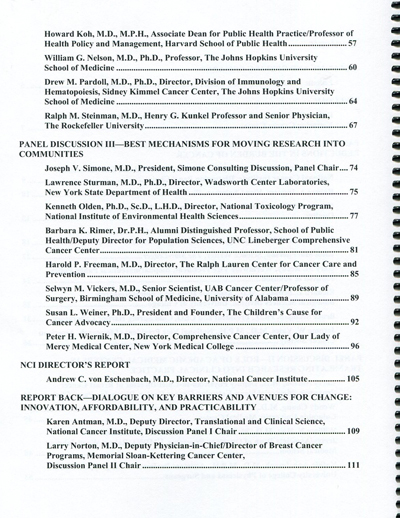 Howard Koh, M.D., M.P.H., Associate Dean for Public Health Practice/Professor of
Health Policy and Management, Harvard School of Public Health.......................... 57
William G. Nelson, M.D., Ph.D., Professor, The Johns Hopkins University
School of Medicine .......................... 60
Drew M. Pardoll, M.D., Ph.D., Director, Division of Immunology and
Hematopoiesis, Sidney Kimmel Cancer Center, The Johns Hopkins University
School of Medicine .......................... 64
Ralph M. Steinman, M.D., Henry G. Kunkel Professor and Senior Physician,
The Rockefeller University.......................... 67
PANEL DISCUSSION III—BEST MECHANISMS FOR MOVING RESEARCH INTO
COMMUNITIES
Joseph V. Simone, M.D., President, Simone Consulting Discussion, Panel Chair.... 74
Lawrence Sturman, M.D., Ph.D., Director, Wadsworth Center Laboratories,
New York State Department of Health .......................... 75
Kenneth Olden, Ph.D., Sc.D., L.H.D., Director, National Toxicology Program,
National Institute of Environmental Health Sciences.......................... 77
Barbara K. Rimer, Dr.P.H., Alumni Distinguished Professor, School of Public
Health/Deputy Director for Population Sciences, UNC Lineberger Comprehensive
Cancer Center.......................... 81
Harold P. Freeman, M.D., Director, The Ralph Lauren Center for Cancer Care and
Prevention .......................... 85
Selwyn M. Vickers, M.D., Senior Scientist, UAB Cancer Center/Professor of
Surgery, Birmingham School of Medicine, University of Alabama .......................... 89
Susan L. Weiner, Ph.D., President and Founder, The Children's Cause for
Cancer Advocacy.......................... 92
Peter H. Wiernik, M.D., Director, Comprehensive Cancer Center, Our Lady of
Mercy Medical Center, New York Medical College .......................... 96
NCI DIRECTOR'S REPORT
Andrew C. von Eschenbach, M.D., Director, National Cancer Institute............... 105
REPORT BACK—DIALOGUE ON KEY BARRIERS AND AVENUES FOR CHANGE:
INNOVATION, AFFORDABILITY, AND PRACTICABILITY
Karen Antman, M.D., Deputy Director, Translational and Clinical Science,
National Cancer Institute, Discussion Panel I Chair .......................... 109
Larry Norton, M.D., Deputy Physician-in-Chief/Director of Breast Cancer
Programs, Memorial Sloan-Kettering Cancer Center,
Discussion Panel II Chair .......................... 111